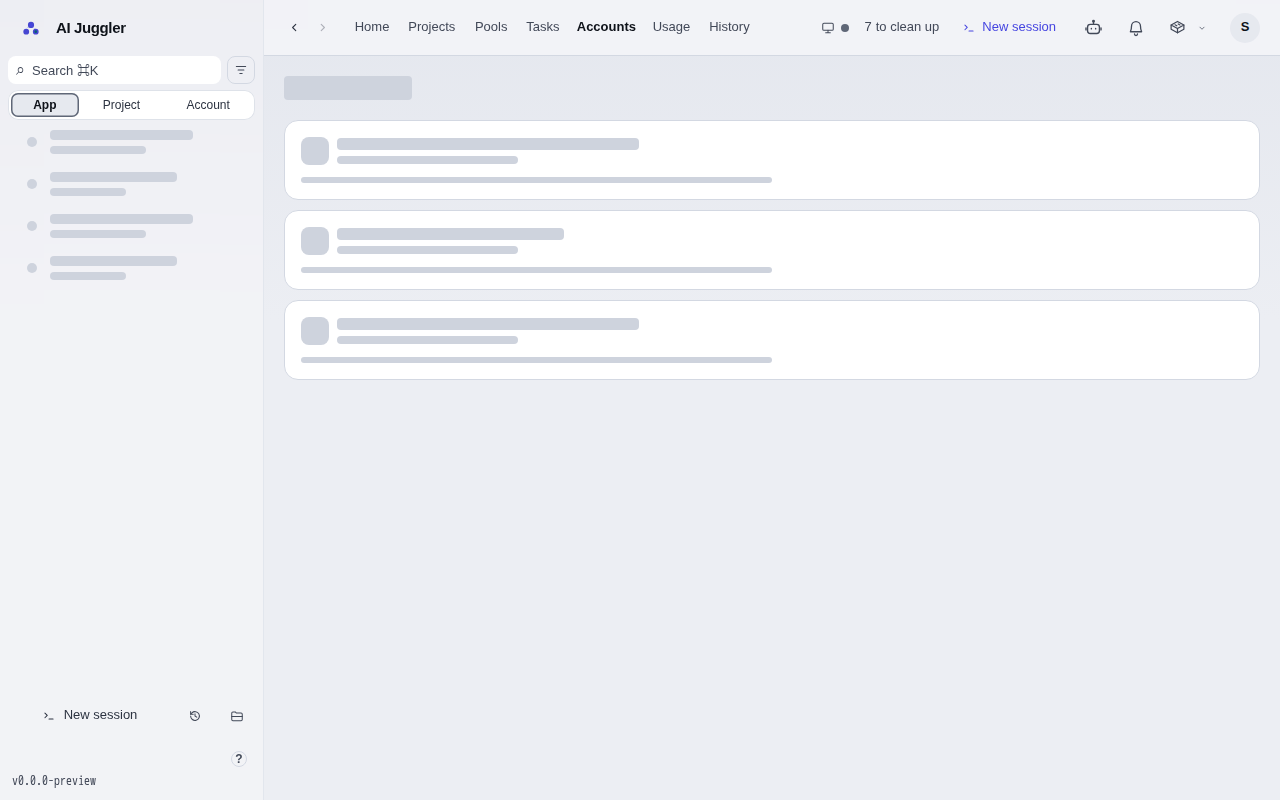 AI Juggler
Search ⌘K
App Project Account
Home Projects Pools Tasks Accounts Usage History
7 to clean up
New session
S
New session
?
v0.0.0-preview